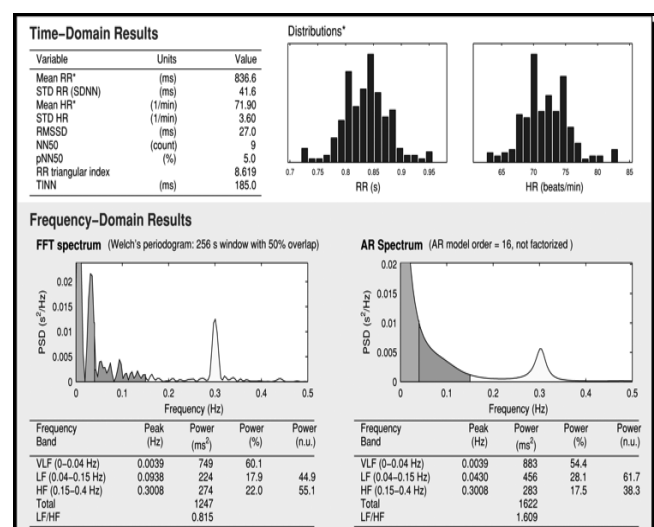 Time–Domain Results
Variable Units Value
Mean RR* (ms) 836.6
STD RR (SDNN) (ms) 41.6
Mean HR* (1/min) 71.90
STD HR (1/min) 3.60
RMSSD (ms) 27.0
NN50 (count) 9
pNN50 (%) 5.0
RR triangular index 8.619
TINN (ms) 185.0
Distributions*
0.7 0.75 0.8 0.85 0.9 0.95
RR (s)
65 70 75 80 85
HR (beats/min)
Frequency–Domain Results
FFT spectrum (Welch's periodogram: 256 s window with 50% overlap)
PSD (s²/Hz)
0.02
0.015
0.01
0.005
0
0 0.1 0.2 0.3 0.4 0.5
Frequency (Hz)
Frequency Band Peak (Hz) Power (ms²) Power (%) Power (n.u.)
VLF (0–0.04 Hz) 0.0039 749 60.1
LF (0.04–0.15 Hz) 0.0938 224 17.9 44.9
HF (0.15–0.4 Hz) 0.3008 274 22.0 55.1
Total 1247
LF/HF 0.815
AR Spectrum (AR model order = 16, not factorized )
PSD (s²/Hz)
0.02
0.015
0.01
0.005
0
0 0.1 0.2 0.3 0.4 0.5
Frequency (Hz)
Frequency Band Peak (Hz) Power (ms²) Power (%) Power (n.u.)
VLF (0–0.04 Hz) 0.0039 883 54.4
LF (0.04–0.15 Hz) 0.0430 456 28.1 61.7
HF (0.15–0.4 Hz) 0.3008 283 17.5 38.3
Total 1622
LF/HF 1.609